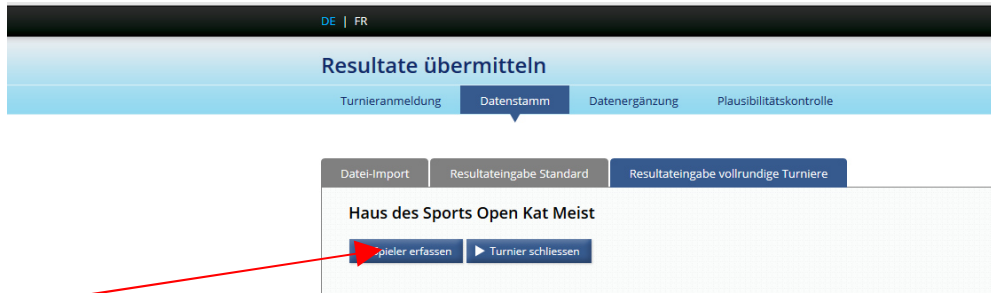 DE | FR
Resultate übermitteln
Turnieranmeldung Datenstamm Datenergänzung Plausibilitätskontrolle
Datei-Import Resultateingabe Standard Resultateingabe vollrundige Turniere
Haus des Sports Open Kat Meist
Spieler erfassen Turnier schliessen